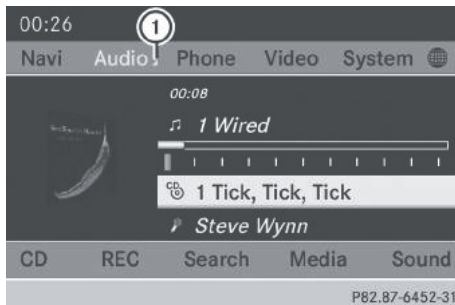 00:26
1
Navi Audio Phone Video System
00:08
1 Wired
CD 1 Tick, Tick, Tick
Steve Wynn
CD REC Search Media Sound
P82.87-6452-31